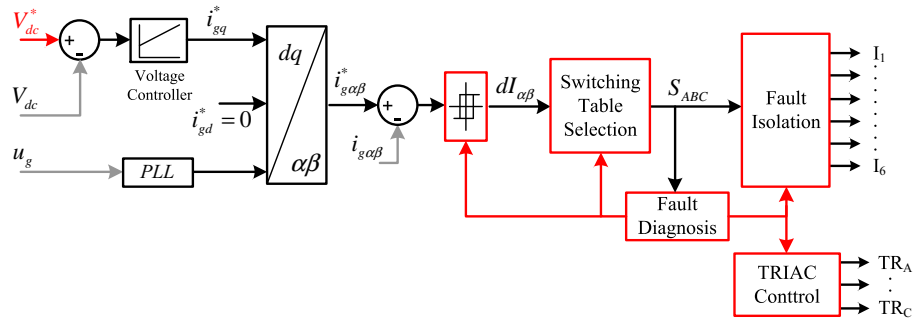 V*dc
+
-
i*gq
Voltage
Controller
Vdc
i*gd = 0
ug
PLL
dq
αβ
i*gαβ
+
-
igαβ
dIαβ
Switching
Table
Selection
SABC
Fault
Diagnosis
Fault
Isolation
I1
I6
TRIAC
Conttrol
TRA
TRC